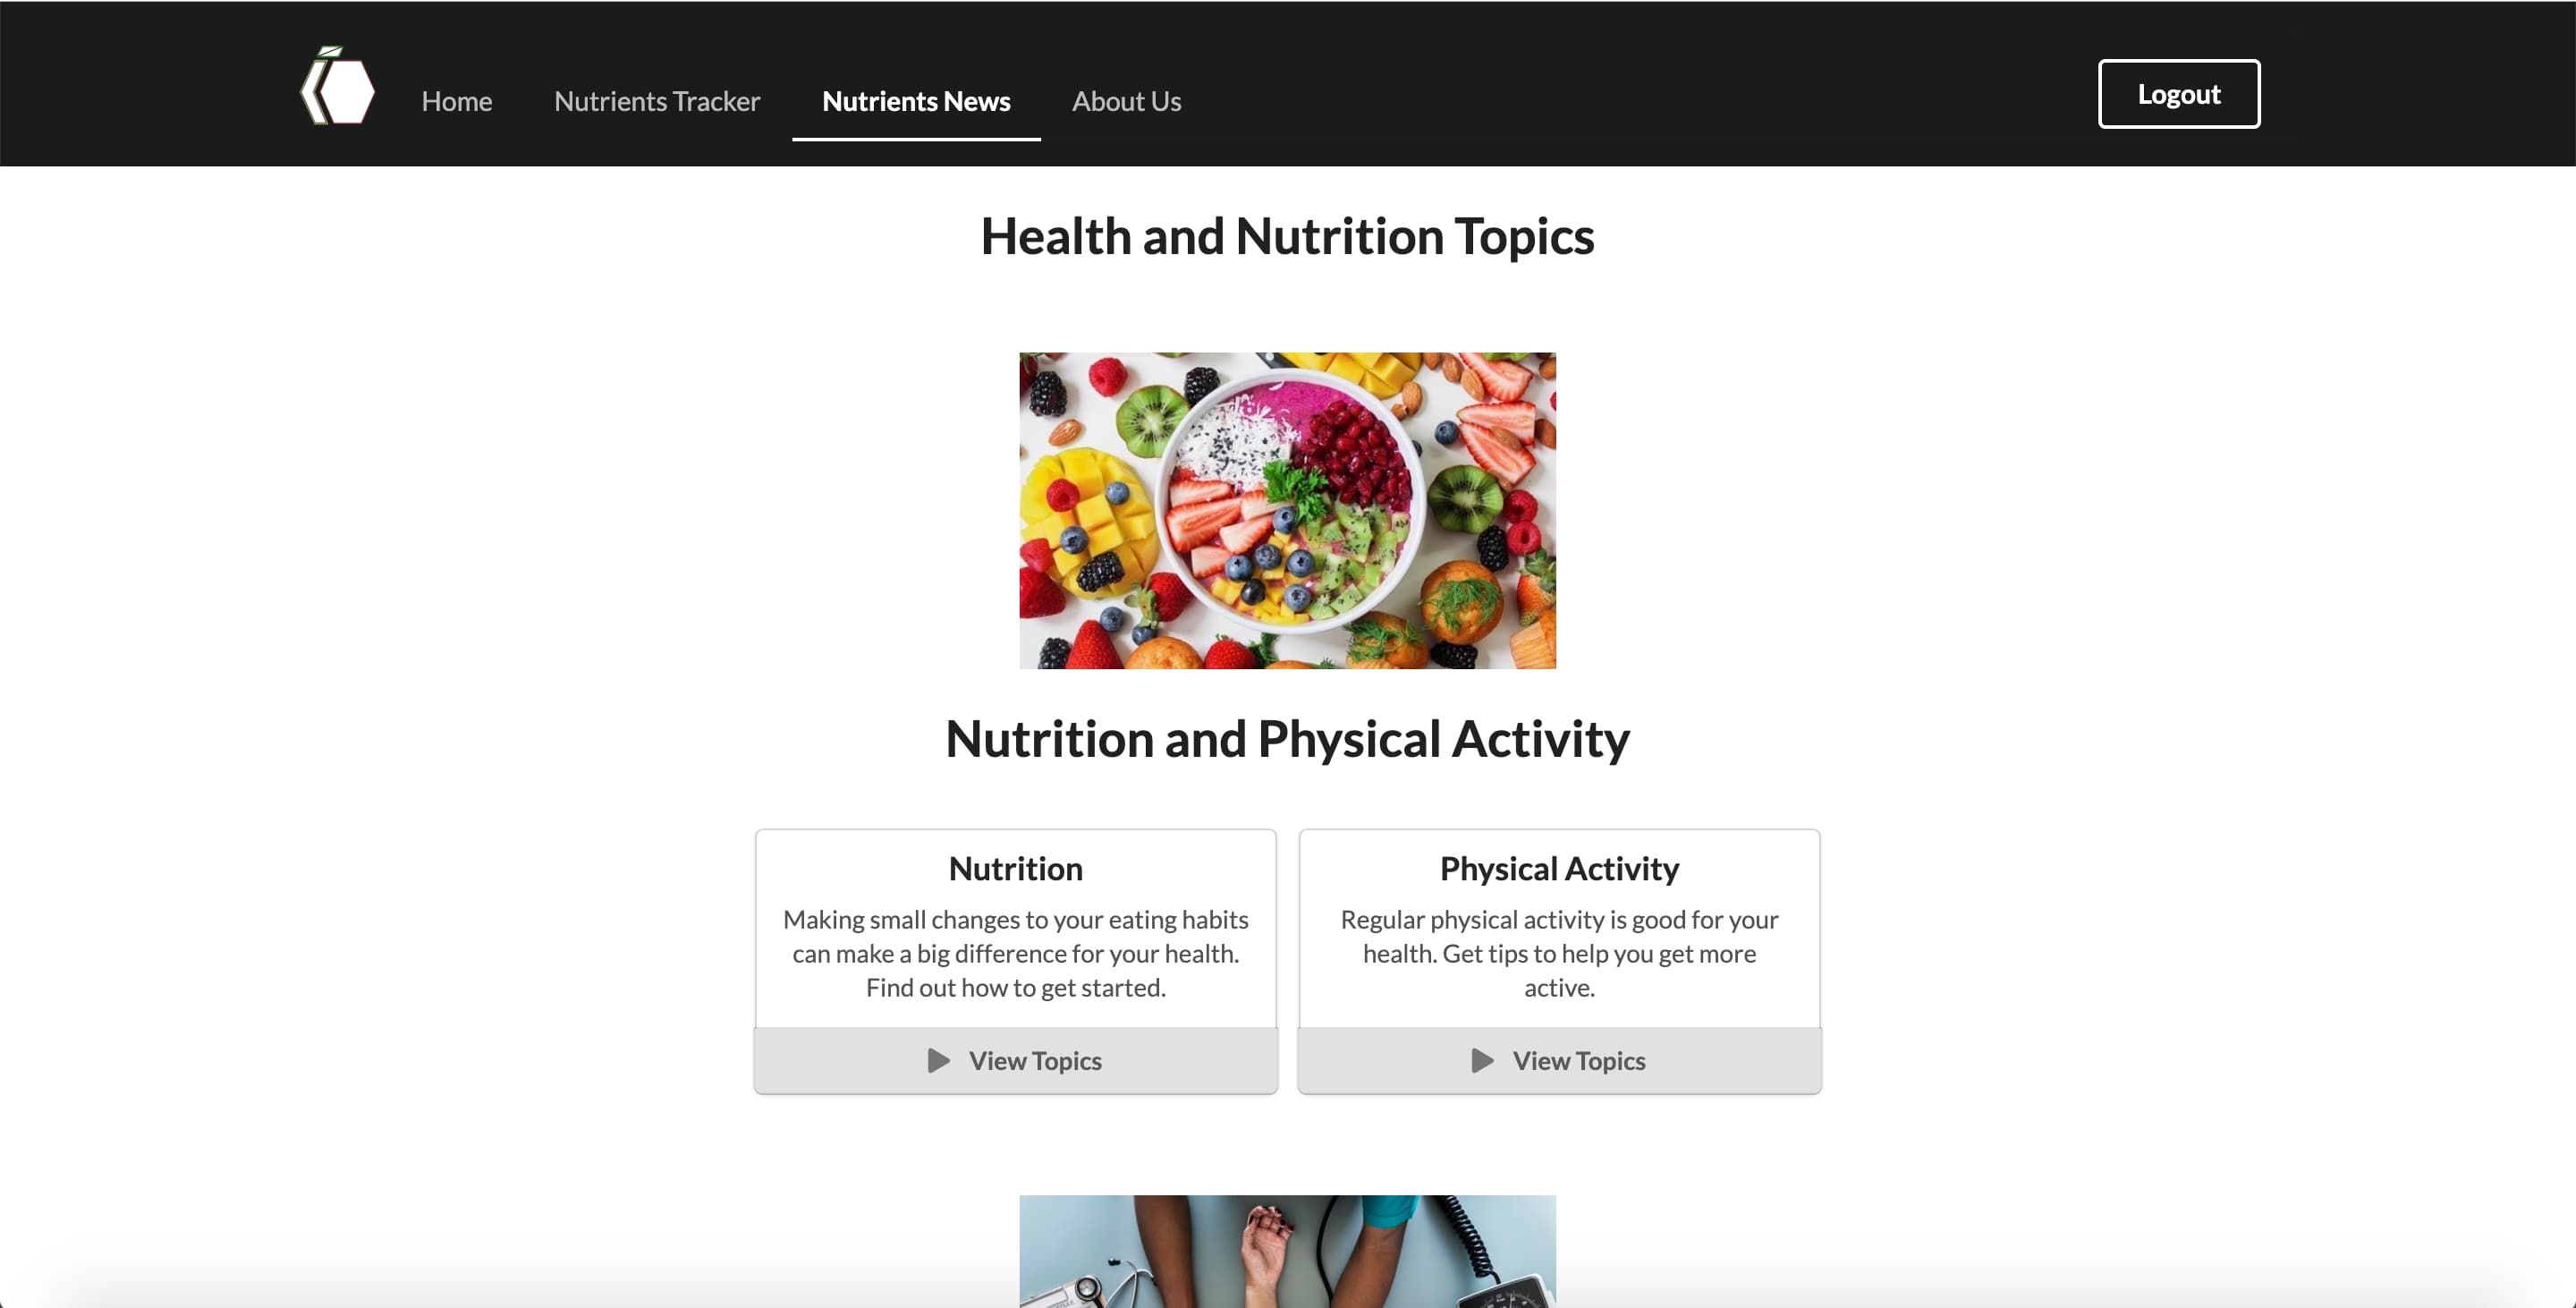 Home
Nutrients Tracker
Nutrients News
About Us
Logout
Health and Nutrition Topics
Nutrition and Physical Activity
Nutrition
Making small changes to your eating habits
can make a big difference for your health.
Find out how to get started.
View Topics
Physical Activity
Regular physical activity is good for your
health. Get tips to help you get more
active.
View Topics